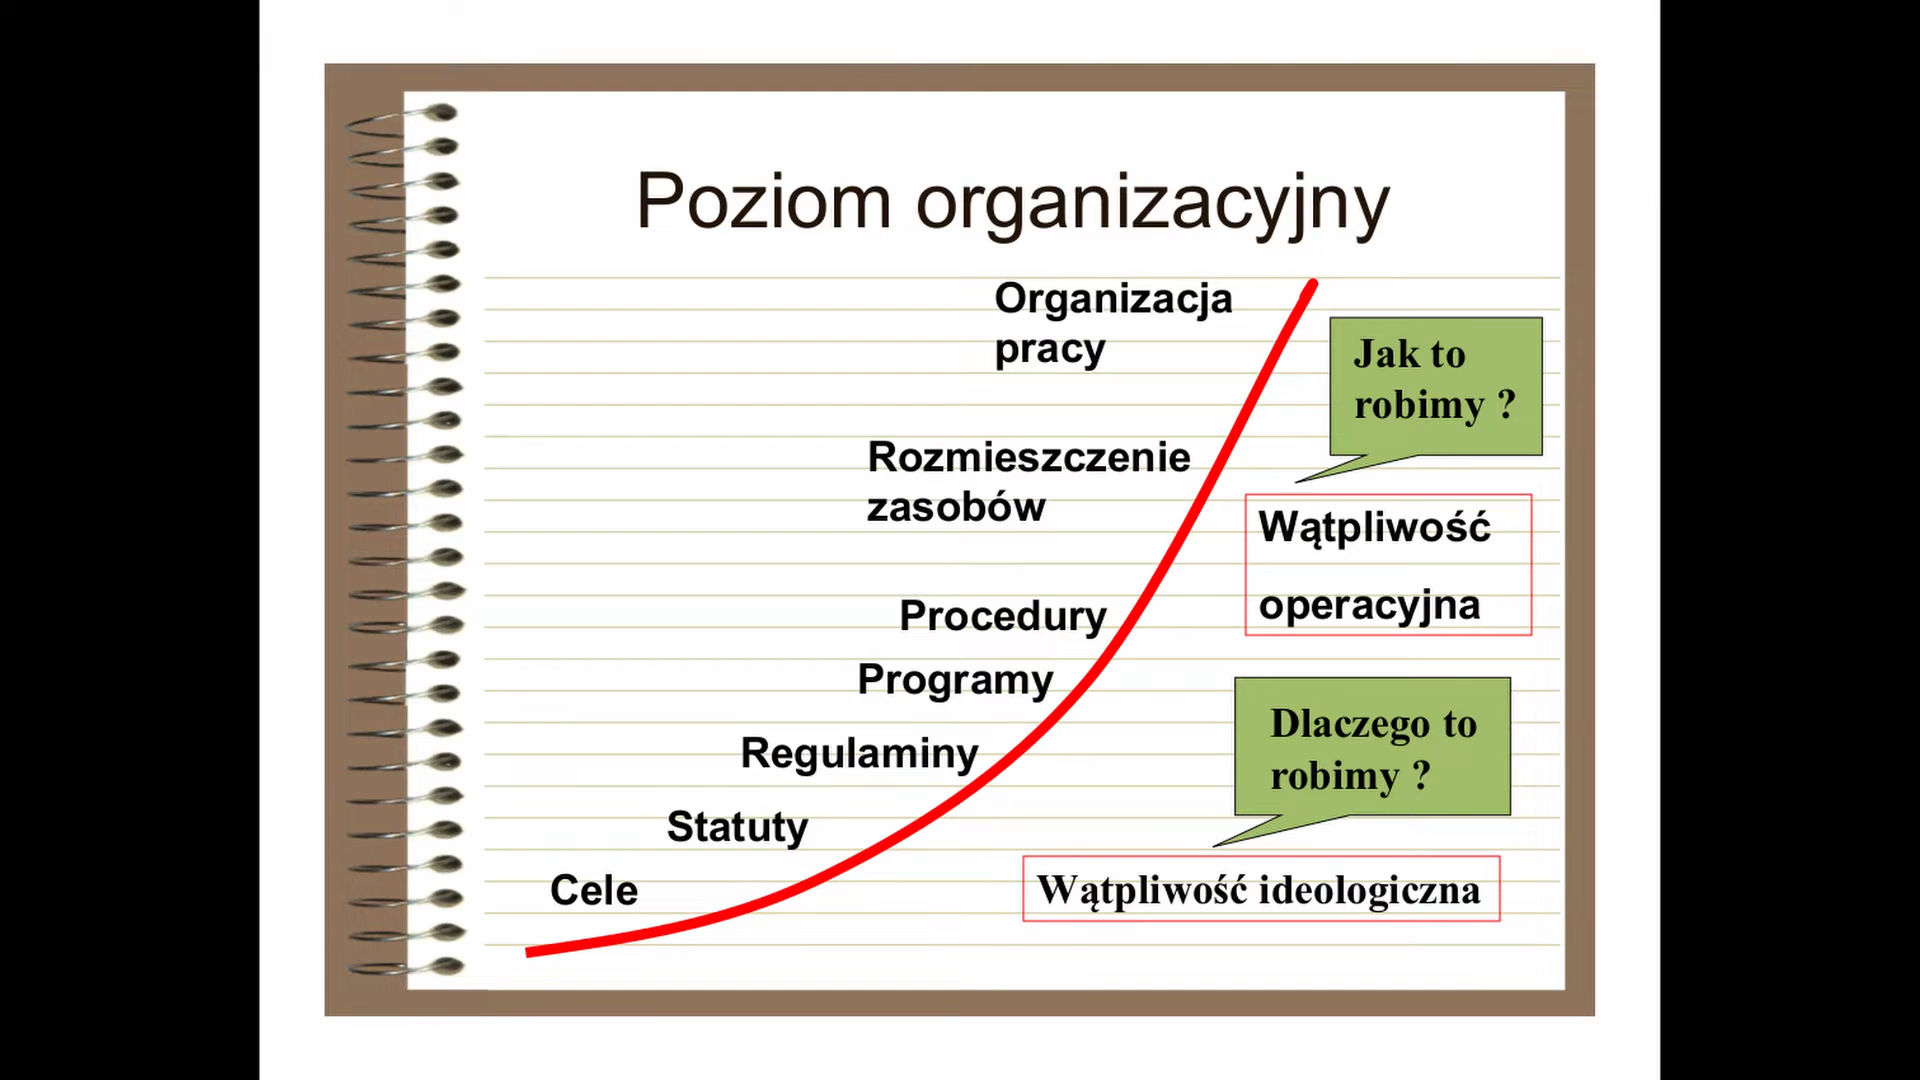 Poziom organizacyjny
Organizacja
pracy
Jak to
robimy ?
Rozmieszczenie
zasobów
Wątpliwość
operacyjna
Procedury
Programy
Dlaczego to
robimy ?
Regulaminy
Statuty
Cele
Wątpliwość ideologiczna